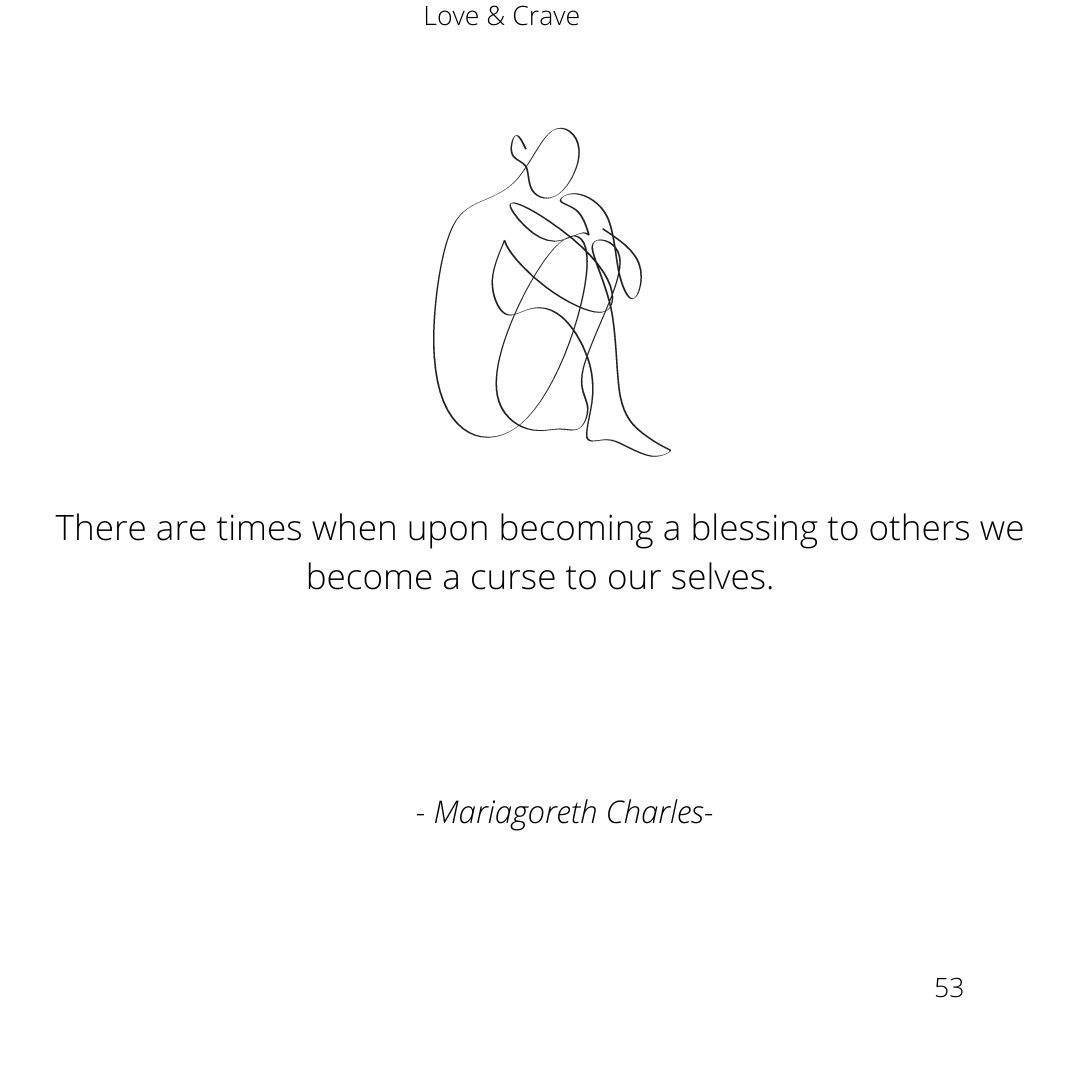 Love & Crave
There are times when upon becoming a blessing to others we
become a curse to our selves.
- Mariagoreth Charles-
53